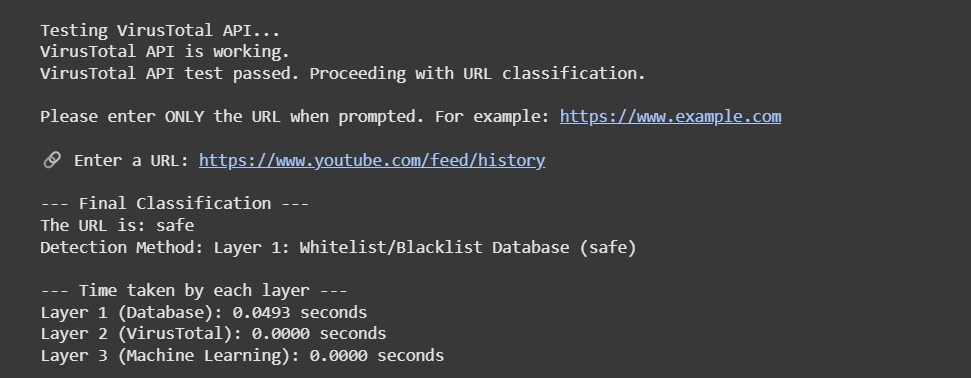 Testing VirusTotal API...
VirusTotal API is working.
VirusTotal API test passed. Proceeding with URL classification.
Please enter ONLY the URL when prompted. For example: https://www.example.com
🔗 Enter a URL: https://www.youtube.com/feed/history
--- Final Classification ---
The URL is: safe
Detection Method: Layer 1: Whitelist/Blacklist Database (safe)
--- Time taken by each layer ---
Layer 1 (Database): 0.0493 seconds
Layer 2 (VirusTotal): 0.0000 seconds
Layer 3 (Machine Learning): 0.0000 seconds